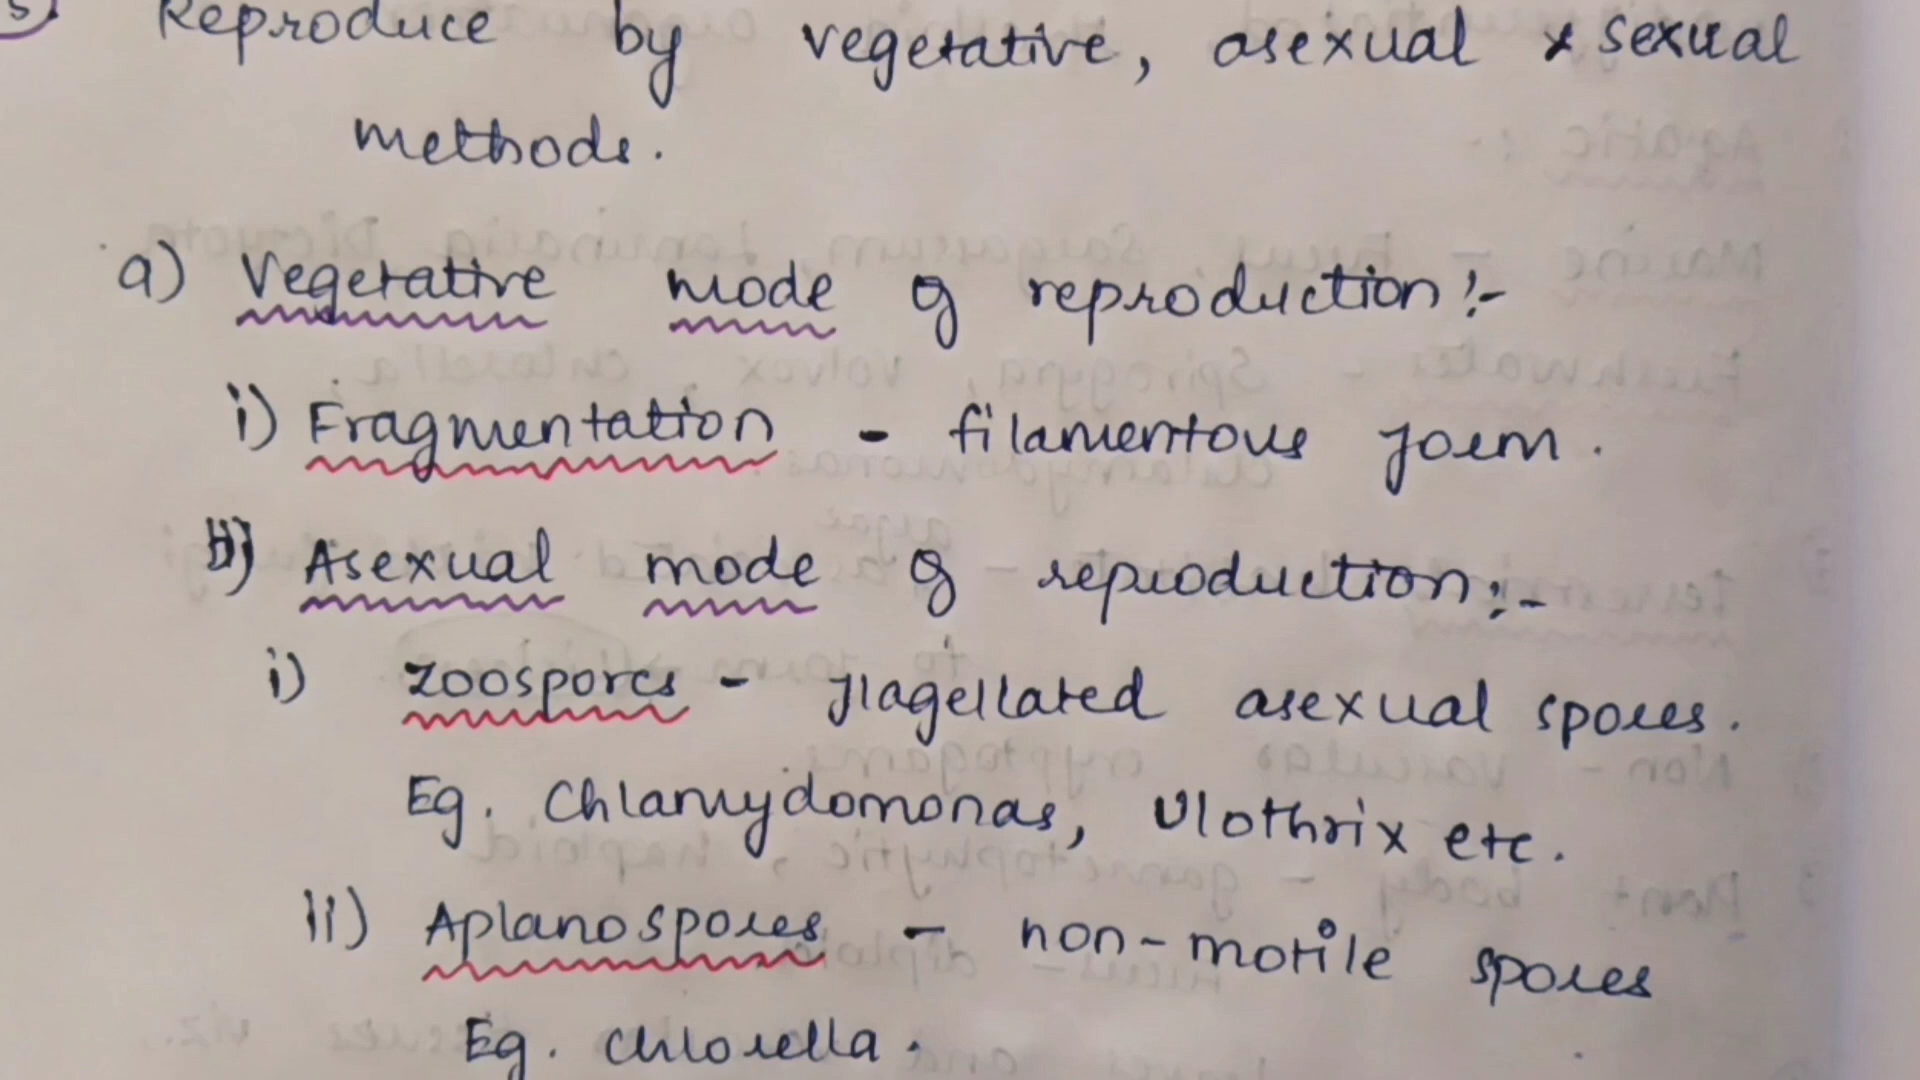 Reproduce by vegetative, asexual & sexual
methods.
a) Vegetative mode of reproduction:-
i) Fragmentation - filamentous form.
b) Asexual mode of reproduction:-
i) Zoospores - flagellated asexual spores.
Eg. Chlamydomonas, Ulothrix etc.
ii) Aplanospores - non-motile spores
Eg. Chlorella.